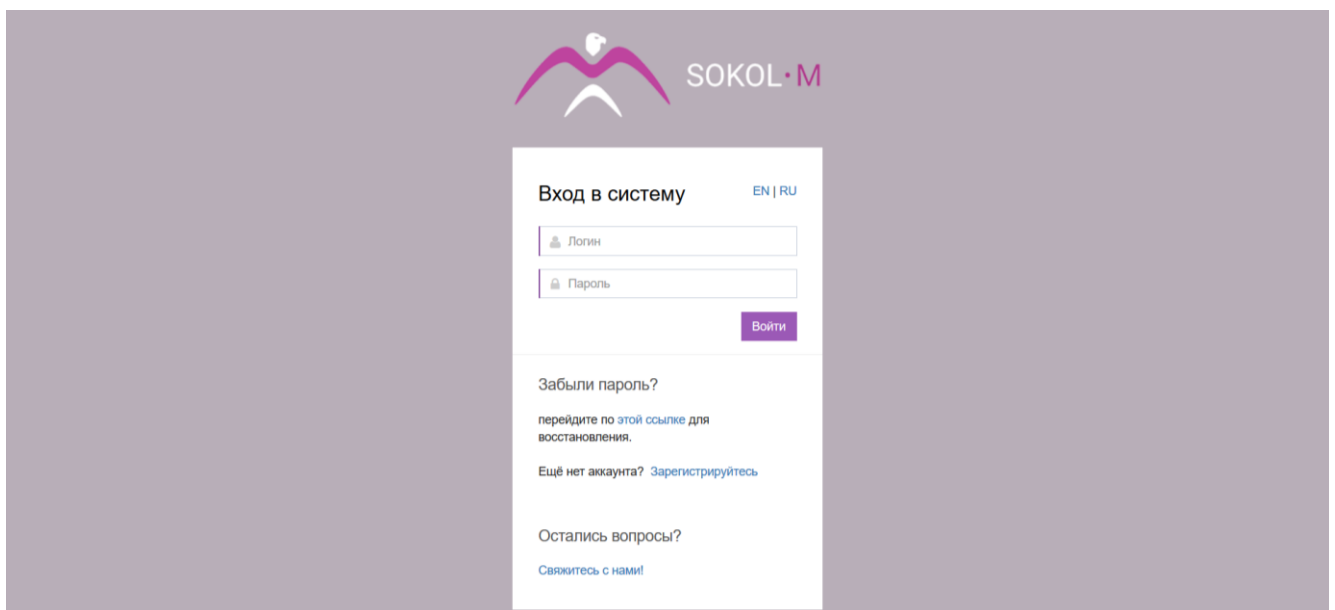 SOKOL·M
Вход в систему
EN | RU
Логин
Пароль
Войти
Забыли пароль?
перейдите по этой ссылке для
восстановления.
Ещё нет аккаунта? Зарегистрируйтесь
Остались вопросы?
Свяжитесь с нами!